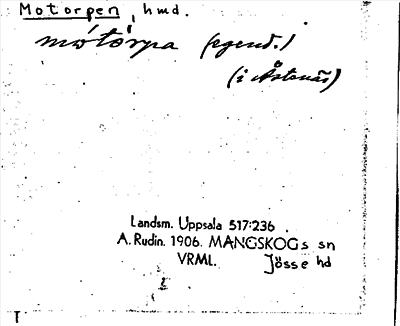 Motorpen, hmd.
mótórpa (egend.)
(i Åstenäs)
Landsm. Uppsala 517:236
A. Rudin. 1906. MANGSKOGs sn
VRML. Jösse hd